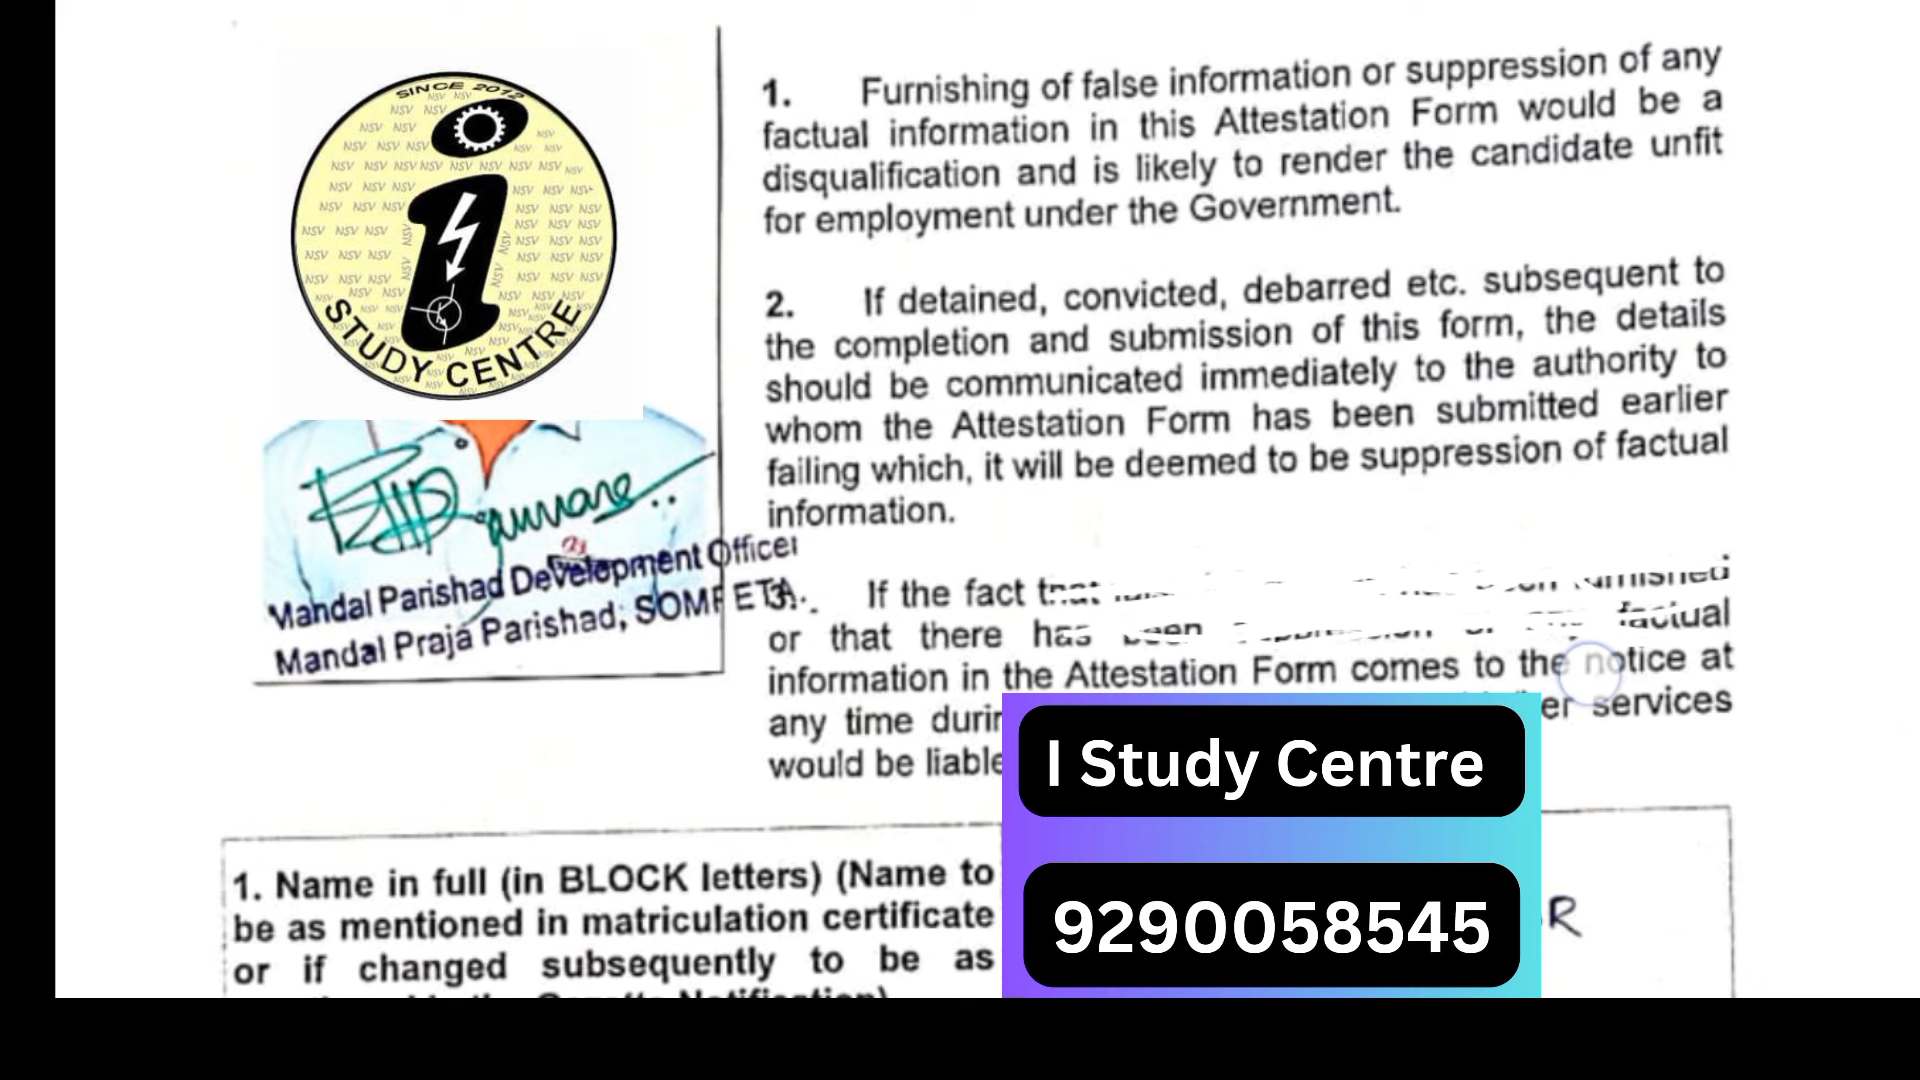 SINCE 2012
STUDY CENTRE
Mandal Parishad Development Officer
Mandal Praja Parishad, SOMPETA.
1. Furnishing of false information or suppression of any
factual information in this Attestation Form would be a
disqualification and is likely to render the candidate unfit
for employment under the Government.
2. If detained, convicted, debarred etc. subsequent to
the completion and submission of this form, the details
should be communicated immediately to the authority to
whom the Attestation Form has been submitted earlier
failing which, it will be deemed to be suppression of factual
information.
3. If the fact that furnished
or that there has been factual
information in the Attestation Form comes to the notice at
any time services
would be liable
I Study Centre
9290058545
1. Name in full (in BLOCK letters) (Name to
be as mentioned in matriculation certificate
or if changed subsequently to be as
R